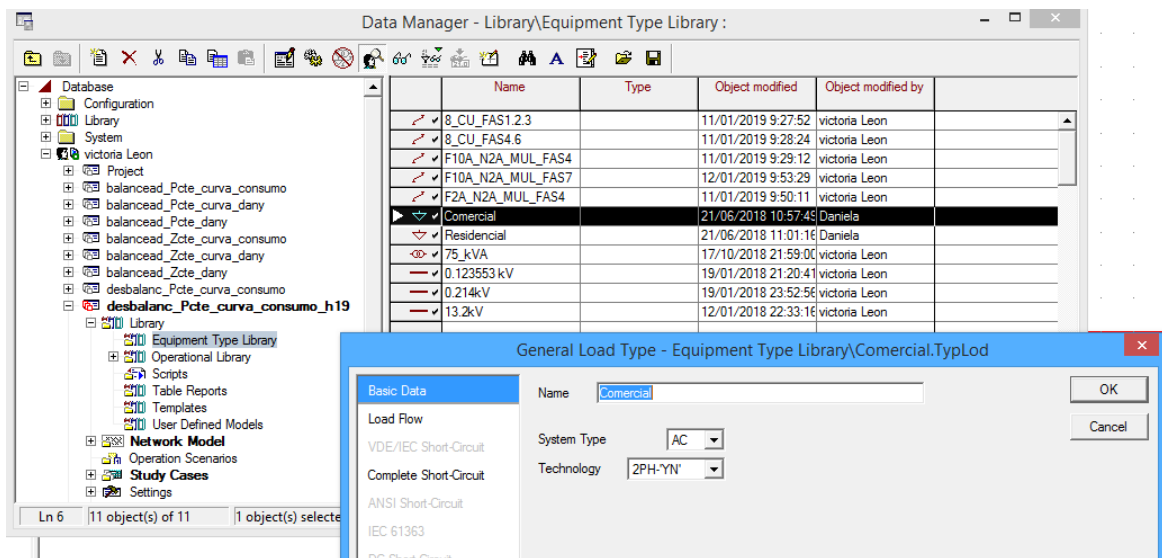 Data Manager - Library\Equipment Type Library :
Database
Configuration
Library
System
victoria Leon
Project
balancead_Pcte_curva_consumo
balancead_Pcte_curva_dany
balancead_Pcte_dany
balancead_Zcte_curva_consumo
balancead_Zcte_curva_dany
balancead_Zcte_dany
desbalanc_Pcte_curva_consumo
desbalanc_Pcte_curva_consumo_h19
Library
Equipment Type Library
Operational Library
Scripts
Table Reports
Templates
User Defined Models
Network Model
Operation Scenarios
Study Cases
Settings
Name Type Object modified Object modified by
8_CU_FAS1.2.3 11/01/2019 9:27:52 victoria Leon
8_CU_FAS4.6 11/01/2019 9:28:24 victoria Leon
F10A_N2A_MUL_FAS4 11/01/2019 9:29:12 victoria Leon
F10A_N2A_MUL_FAS7 12/01/2019 9:53:29 victoria Leon
F2A_N2A_MUL_FAS4 11/01/2019 9:50:11 victoria Leon
Comercial 21/06/2018 10:57:49 Daniela
Residencial 21/06/2018 11:01:16 Daniela
75_kVA 17/10/2018 21:59:00 victoria Leon
0.123553 kV 19/01/2018 21:20:41 victoria Leon
0.214kV 19/01/2018 23:52:56 victoria Leon
13.2kV 12/01/2018 22:33:16 victoria Leon
Ln 6 11 object(s) of 11 1 object(s) selecte
General Load Type - Equipment Type Library\Comercial.TypLod
Basic Data
Load Flow
VDE/IEC Short-Circuit
Complete Short-Circuit
ANSI Short-Circuit
IEC 61363
DC Short-Circuit
Name Comercial
System Type AC
Technology 2PH-'YN'
OK
Cancel